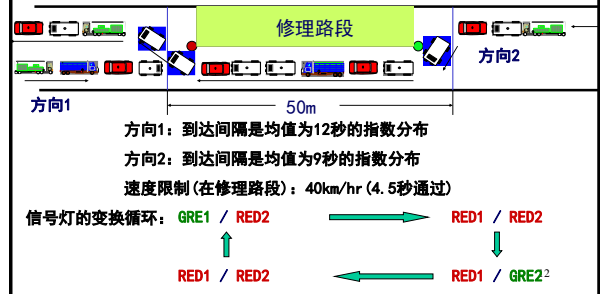 修理路段
方向2
方向1
50m
方向1：到达间隔是均值为12秒的指数分布
方向2：到达间隔是均值为9秒的指数分布
速度限制(在修理路段)：40km/hr(4.5秒通过)
信号灯的变换循环： GRE1 / RED2 RED1 / RED2
RED1 / RED2 RED1 / GRE2 2